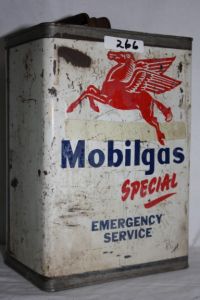 266
Mobilgas
SPECIAL
EMERGENCY
SERVICE